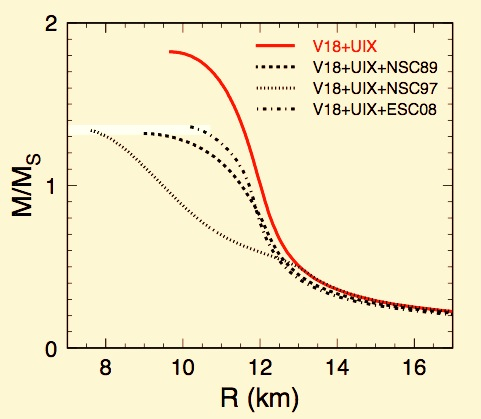 2
V18+UIX
V18+UIX+NSC89
V18+UIX+NSC97
V18+UIX+ESC08
M/M_S
1
0
8 10 12 14 16
R (km)